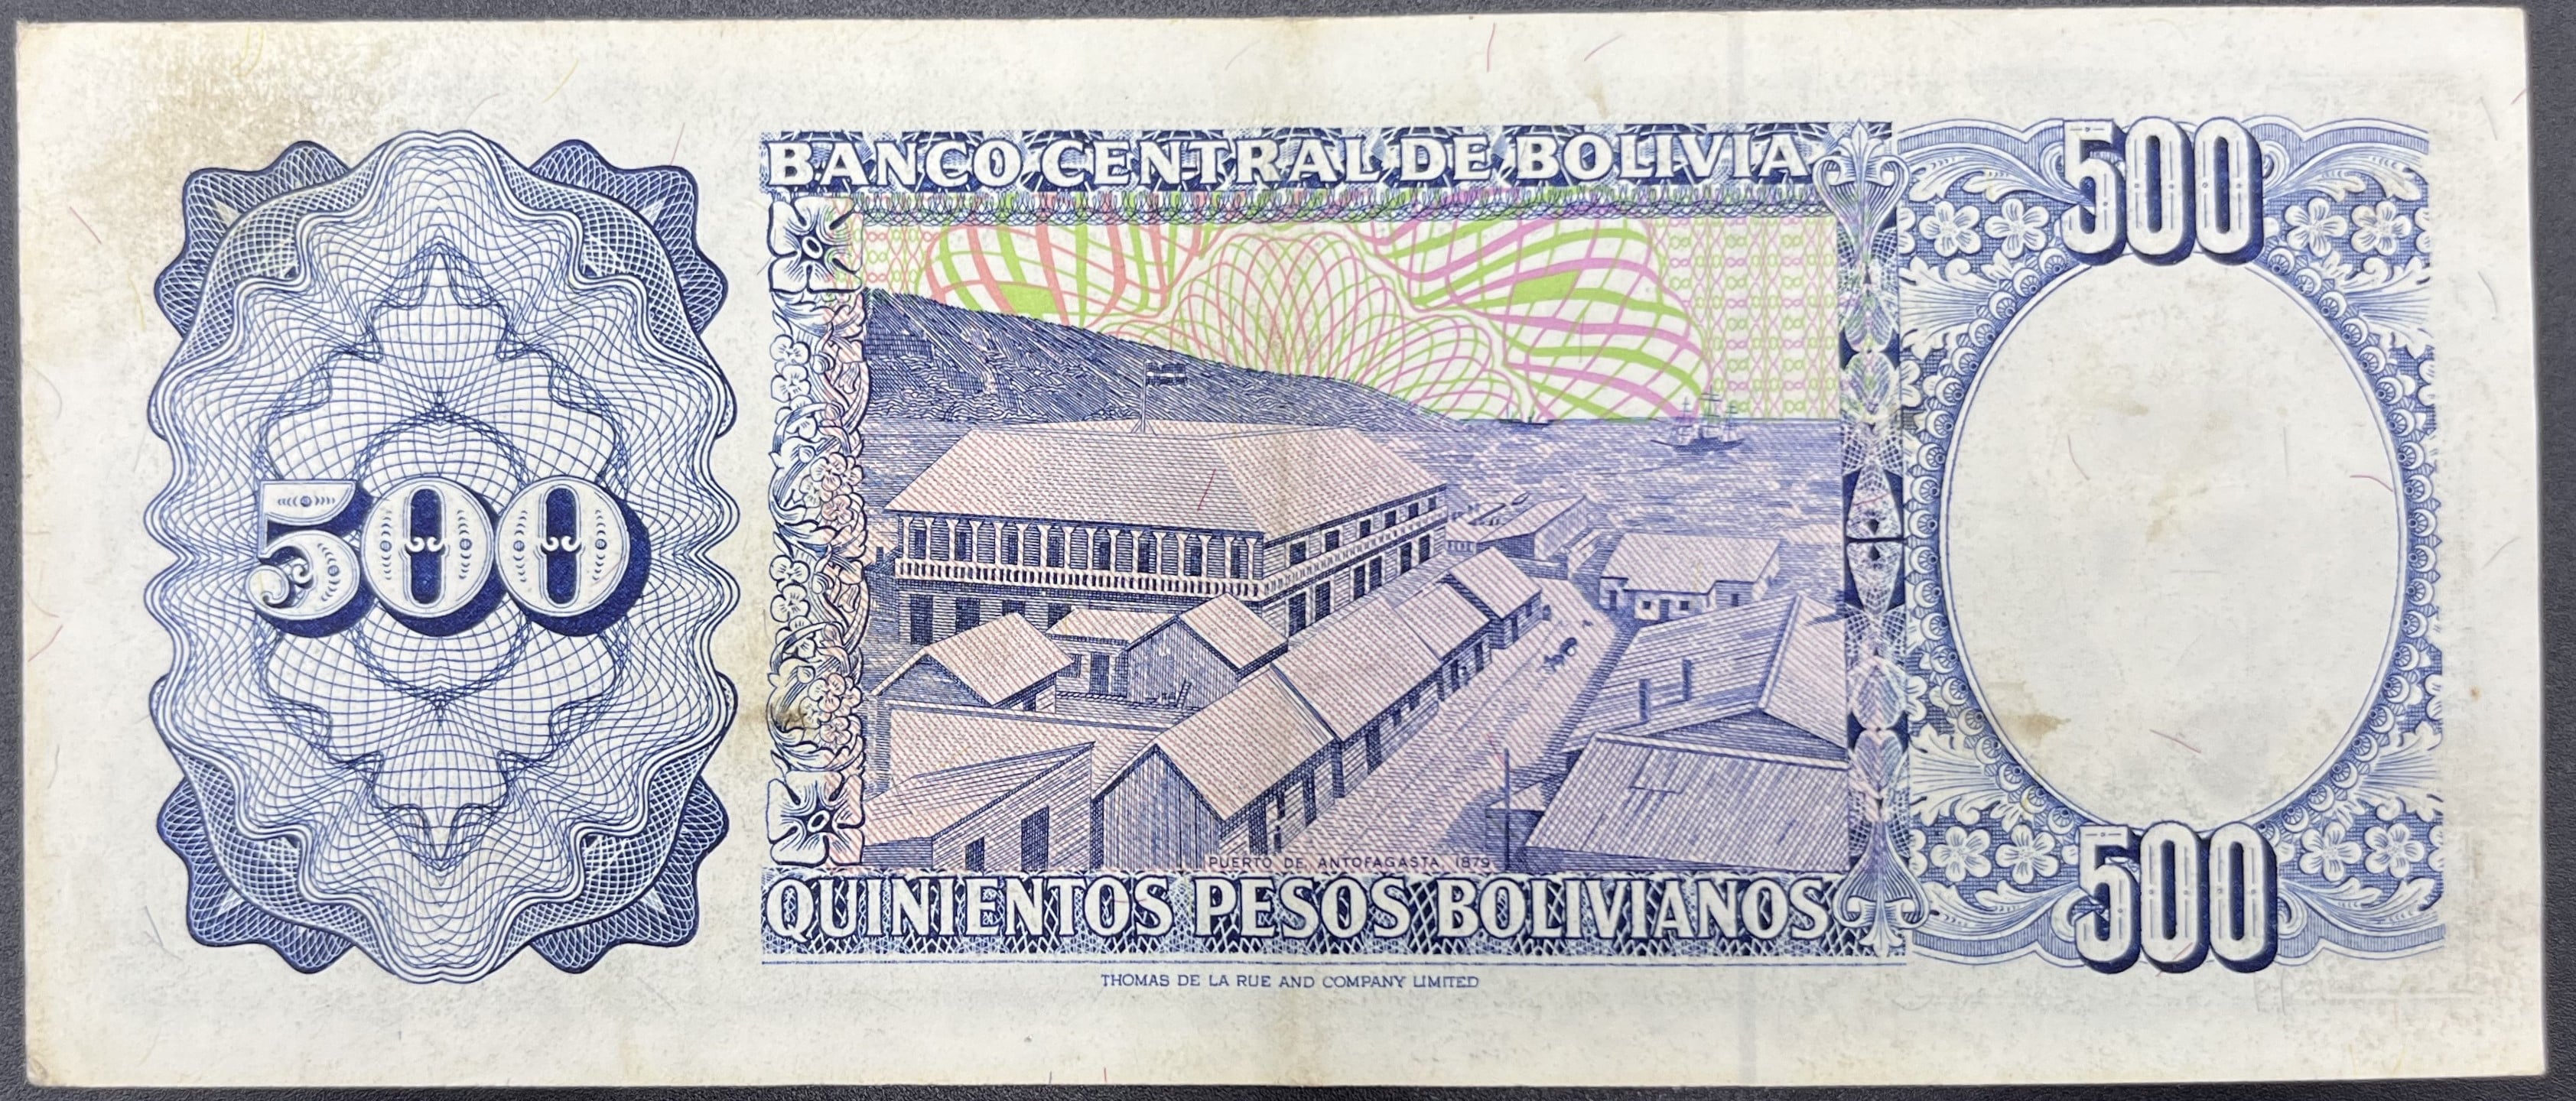 BANCO CENTRAL DE BOLIVIA
500
500
PUERTO DE ANTOFAGASTA, 1879
QUINIENTOS PESOS BOLIVIANOS
500
THOMAS DE LA RUE AND COMPANY LIMITED